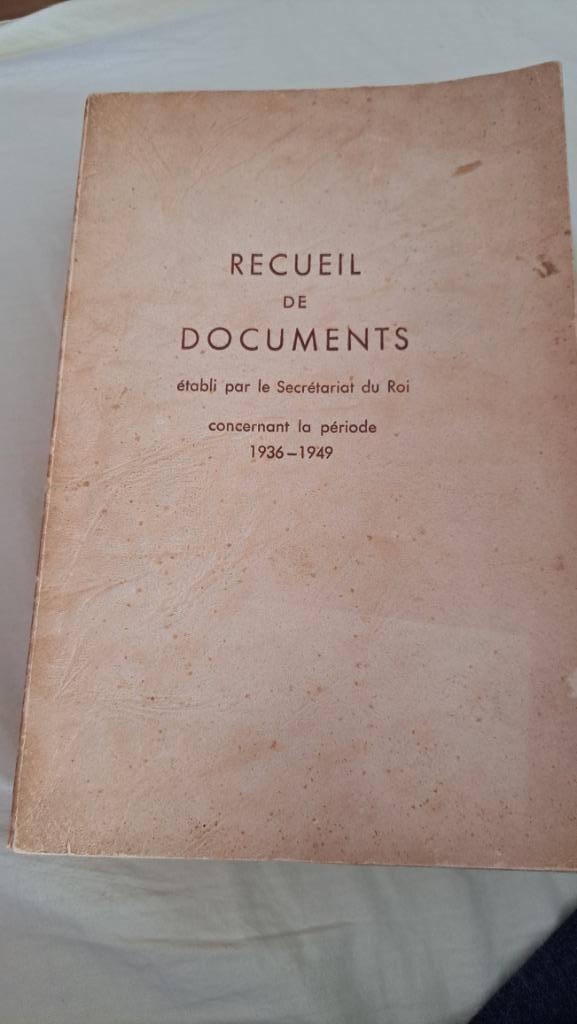 RECUEIL
DE
DOCUMENTS
établi par le Secrétariat du Roi
concernant la période
1936–1949